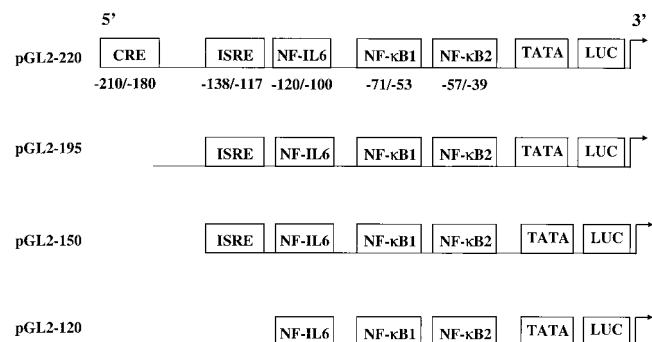 5’ 3’
pGL2-220 CRE ISRE NF-IL6 NF-κB1 NF-κB2 TATA LUC
-210/-180 -138/-117 -120/-100 -71/-53 -57/-39
pGL2-195 ISRE NF-IL6 NF-κB1 NF-κB2 TATA LUC
pGL2-150 ISRE NF-IL6 NF-κB1 NF-κB2 TATA LUC
pGL2-120 NF-IL6 NF-κB1 NF-κB2 TATA LUC